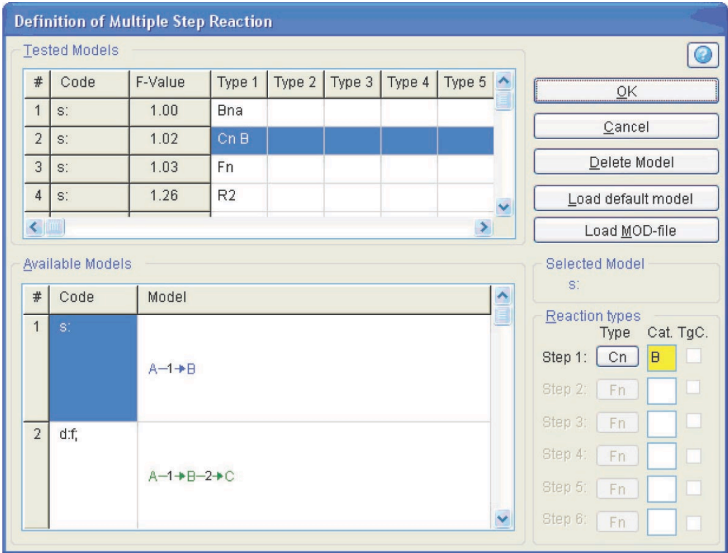 Definition of Multiple Step Reaction
Tested Models
# Code F-Value Type 1 Type 2 Type 3 Type 4 Type 5
1 s: 1.00 Bna
2 s: 1.02 Cn B
3 s: 1.03 Fn
4 s: 1.26 R2
OK
Cancel
Delete Model
Load default model
Load MOD-file
Available Models
# Code Model
1 s: A—1→B
2 d:f; A—1→B—2→C
Selected Model
s:
Reaction types
Type Cat. TgC.
Step 1: Cn B
Step 2: Fn
Step 3: Fn
Step 4: Fn
Step 5: Fn
Step 6: Fn